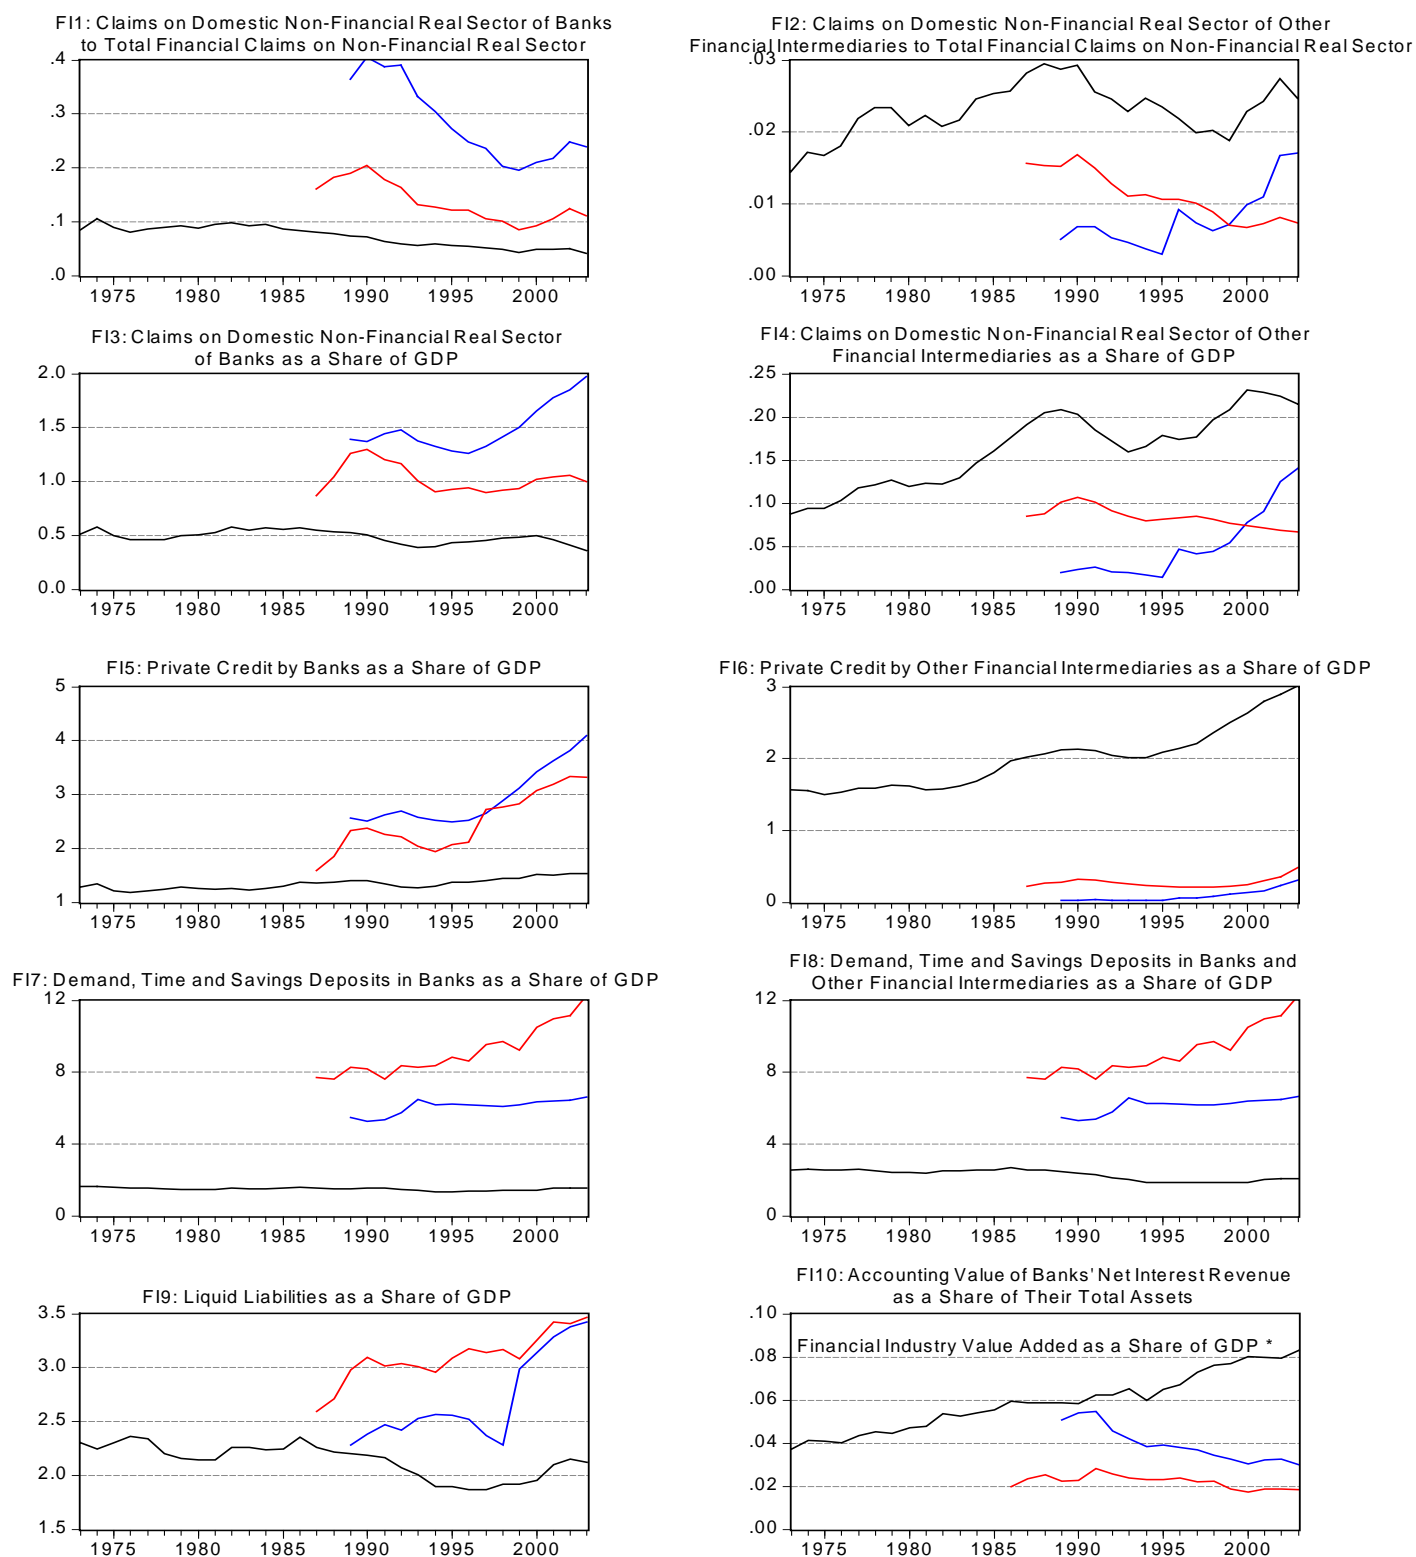 FI1: Claims on Domestic Non-Financial Real Sector of Banks
to Total Financial Claims on Non-Financial Real Sector
.4
.3
.2
.1
.0
1975 1980 1985 1990 1995 2000
FI2: Claims on Domestic Non-Financial Real Sector of Other
Financial Intermediaries to Total Financial Claims on Non-Financial Real Sector
.03
.02
.01
.00
1975 1980 1985 1990 1995 2000
FI3: Claims on Domestic Non-Financial Real Sector
of Banks as a Share of GDP
2.0
1.5
1.0
0.5
0.0
1975 1980 1985 1990 1995 2000
FI4: Claims on Domestic Non-Financial Real Sector of Other
Financial Intermediaries as a Share of GDP
.25
.20
.15
.10
.05
.00
1975 1980 1985 1990 1995 2000
FI5: Private Credit by Banks as a Share of GDP
5
4
3
2
1
1975 1980 1985 1990 1995 2000
FI6: Private Credit by Other Financial Intermediaries as a Share of GDP
3
2
1
0
1975 1980 1985 1990 1995 2000
FI7: Demand, Time and Savings Deposits in Banks as a Share of GDP
12
8
4
0
1975 1980 1985 1990 1995 2000
FI8: Demand, Time and Savings Deposits in Banks and
Other Financial Intermediaries as a Share of GDP
12
8
4
0
1975 1980 1985 1990 1995 2000
FI9: Liquid Liabilities as a Share of GDP
3.5
3.0
2.5
2.0
1.5
1975 1980 1985 1990 1995 2000
FI10: Accounting Value of Banks' Net Interest Revenue
as a Share of Their Total Assets
.10
Financial Industry Value Added as a Share of GDP *
.08
.06
.04
.02
.00
1975 1980 1985 1990 1995 2000